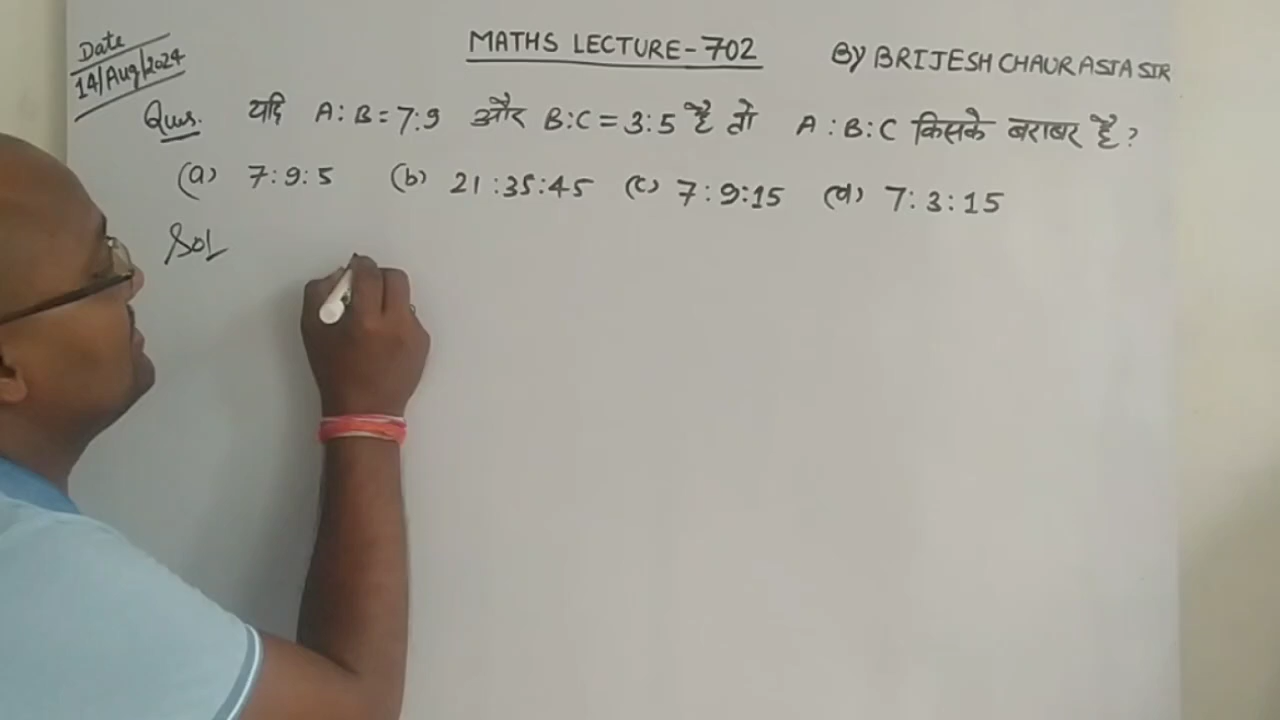 Date
14/Aug/2024
MATHS LECTURE-702
By BRIJESH CHAURASIA SIR
Ques. यदि A:B=7:9 और B:C=3:5 है तो A:B:C किसके बराबर है?
(a) 7:9:5 (b) 21:35:45 (c) 7:9:15 (d) 7:3:15
Sol